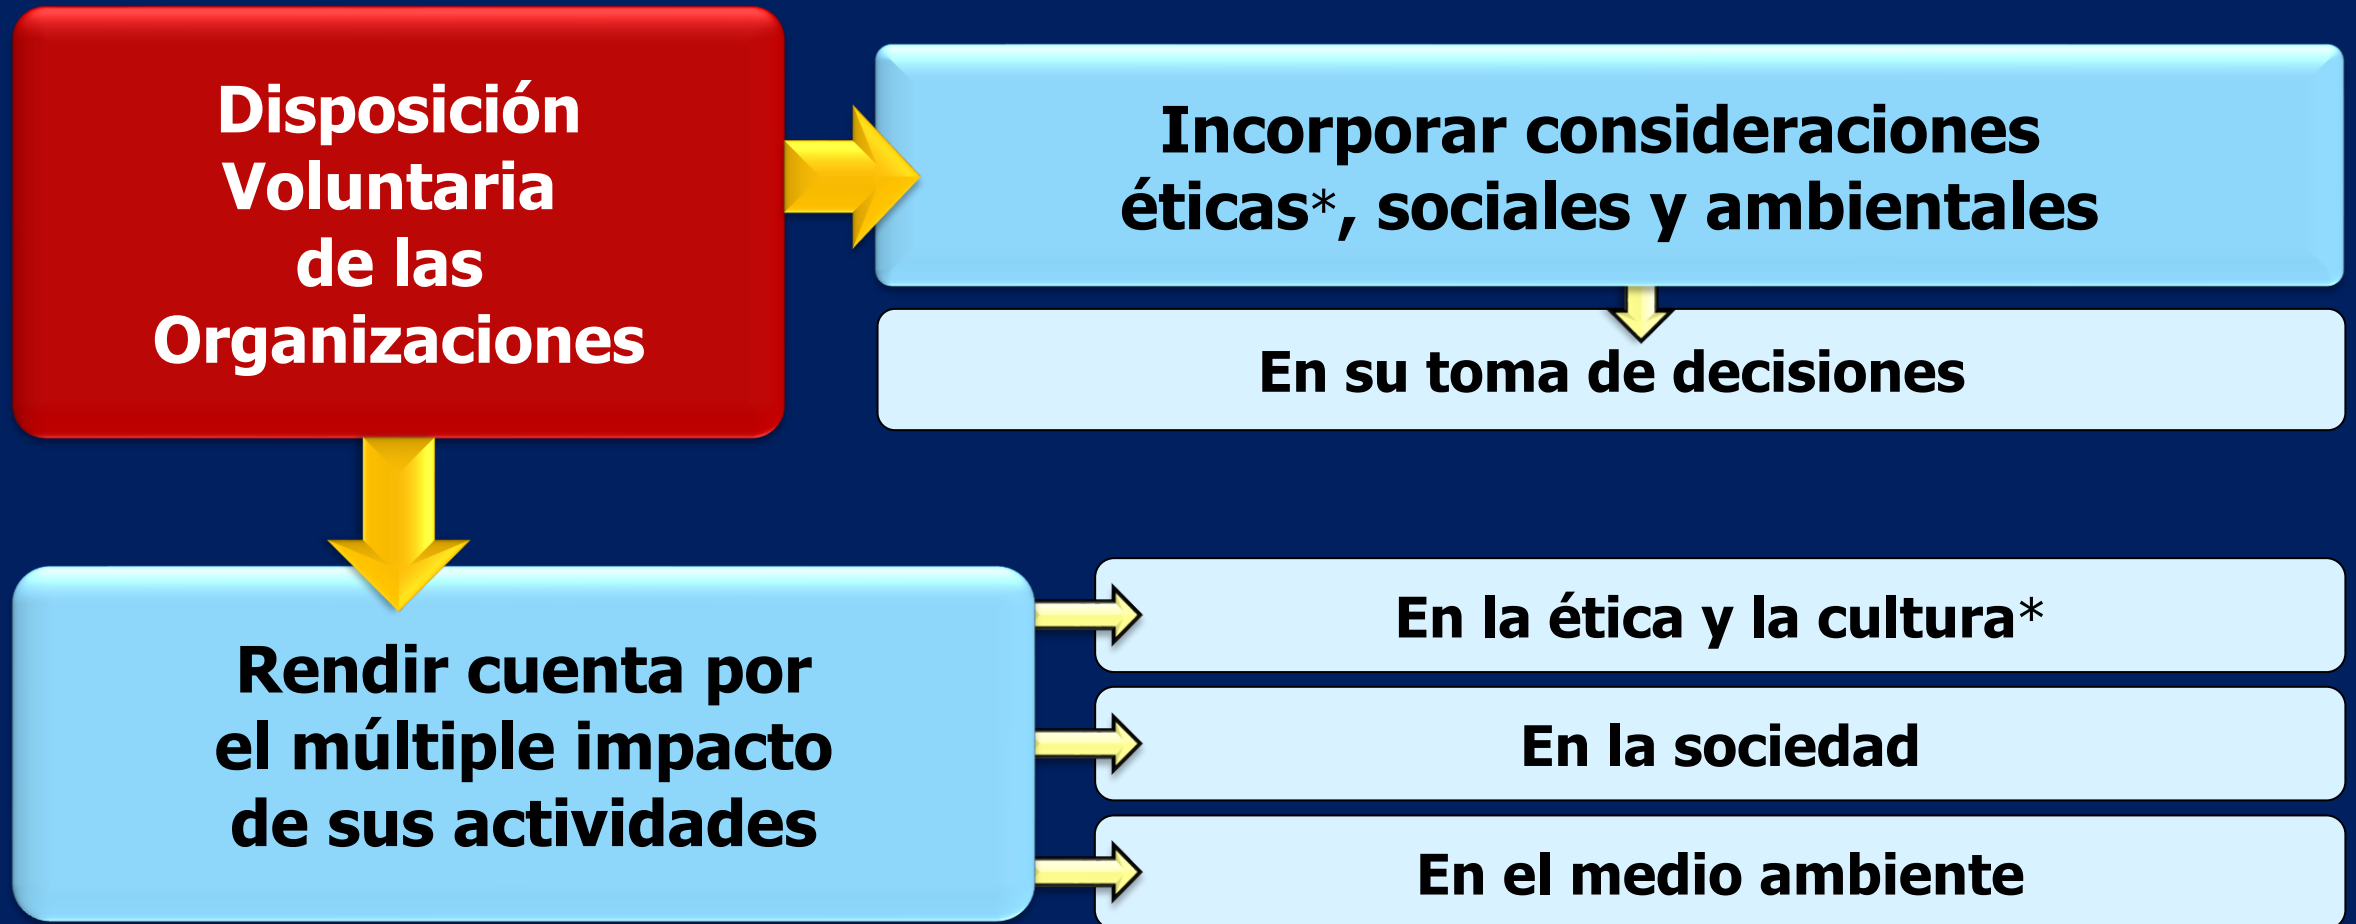 Disposición
Voluntaria
de las
Organizaciones
Incorporar consideraciones
éticas*, sociales y ambientales
En su toma de decisiones
Rendir cuenta por
el múltiple impacto
de sus actividades
En la ética y la cultura*
En la sociedad
En el medio ambiente